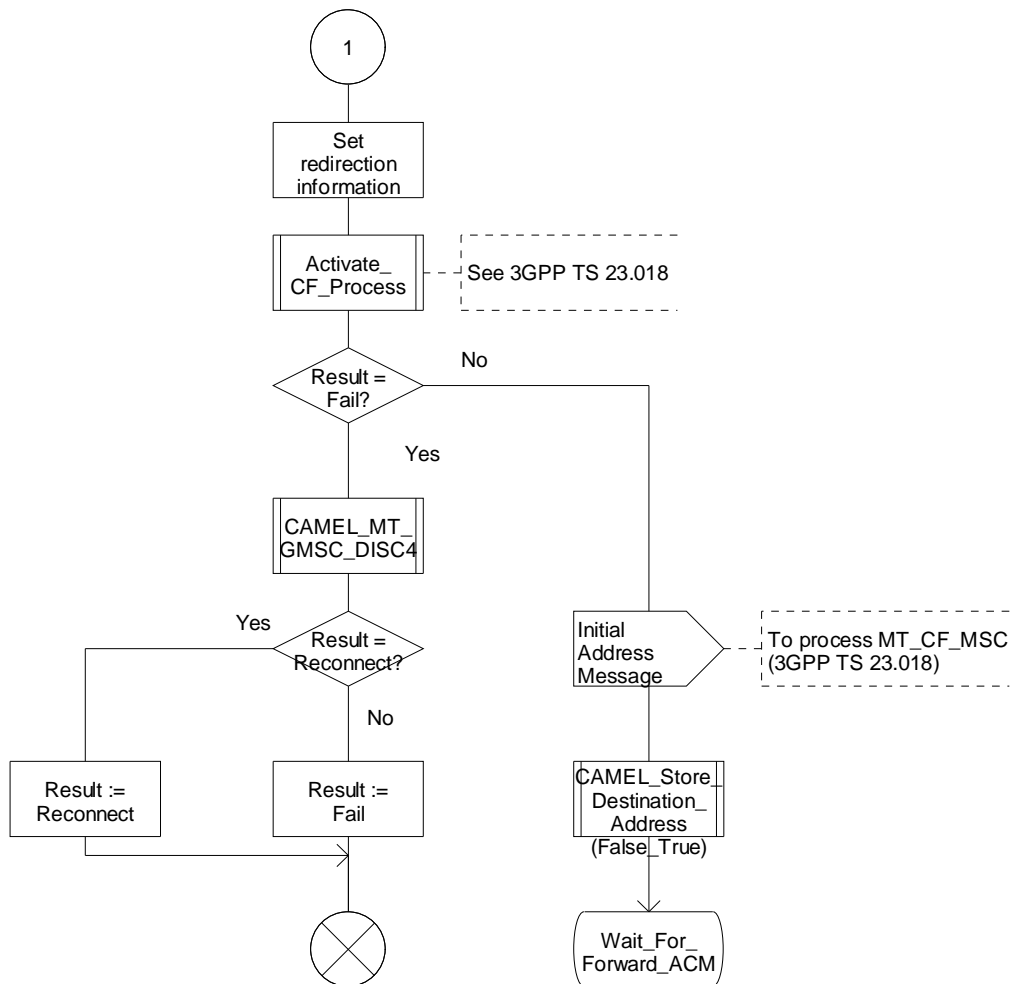 1
Set
redirection
information
Activate_
CF_Process
See 3GPP TS 23.018
Result =
Fail?
No
Yes
CAMEL_MT_
GMSC_DISC4
Yes
Result =
Reconnect?
No
Initial
Address
Message
To process MT_CF_MSC
(3GPP TS 23.018)
Result :=
Reconnect
Result :=
Fail
CAMEL_Store_
Destination_
Address
(False_True)
Wait_For_
Forward_ACM